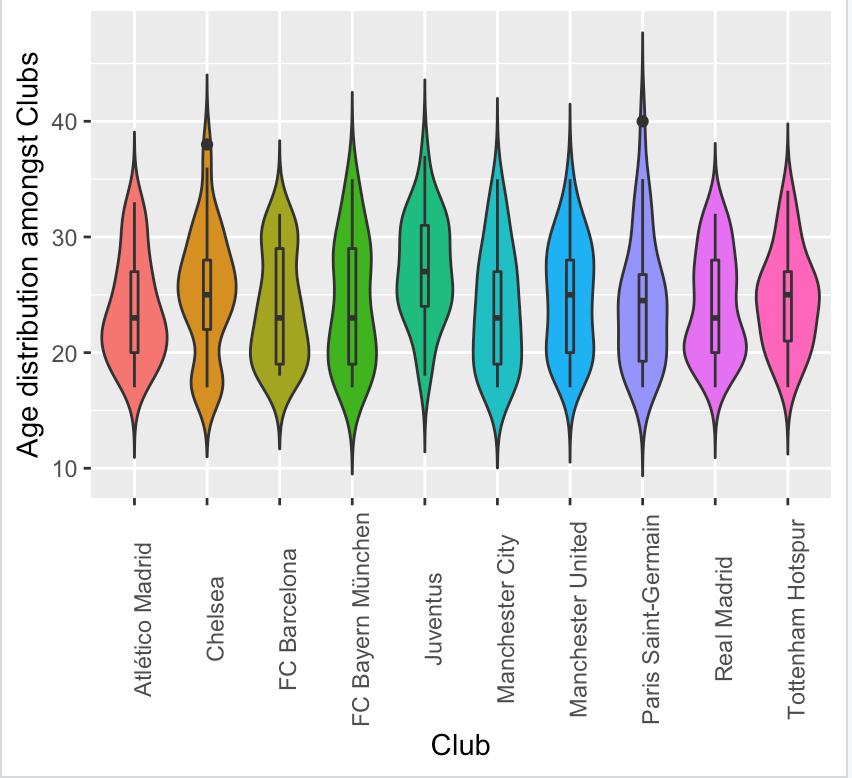 Age distribution amongst Clubs
40
30
20
10
Atlético Madrid
Chelsea
FC Barcelona
FC Bayern München
Juventus
Manchester City
Manchester United
Paris Saint-Germain
Real Madrid
Tottenham Hotspur
Club